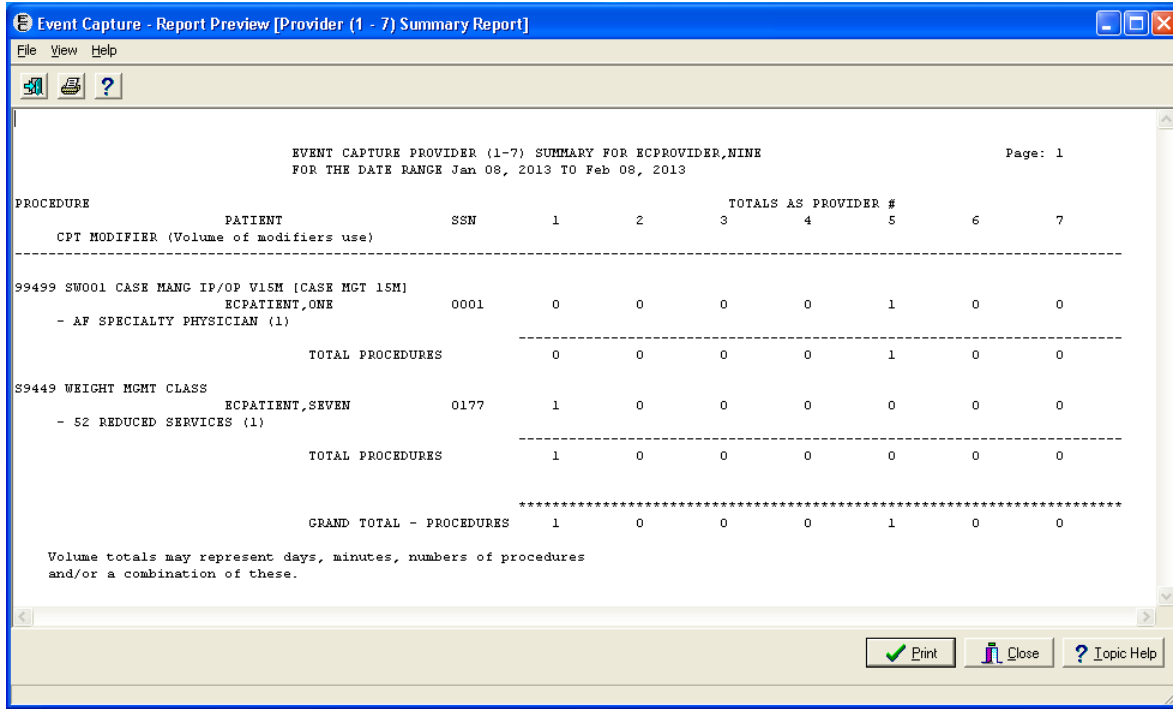 Event Capture - Report Preview [Provider (1 - 7) Summary Report]
File View Help
?
EVENT CAPTURE PROVIDER (1-7) SUMMARY FOR ECPROVIDER,NINE Page: 1
FOR THE DATE RANGE Jan 08, 2013 TO Feb 08, 2013
PROCEDURE TOTALS AS PROVIDER #
PATIENT SSN 1 2 3 4 5 6 7
CPT MODIFIER (Volume of modifiers use)
99499 SW001 CASE MANG IP/OP V15M [CASE MGT 15M]
ECPATIENT,ONE 0001 0 0 0 0 1 0 0
- AF SPECIALTY PHYSICIAN (1)
TOTAL PROCEDURES 0 0 0 0 1 0 0
S9449 WEIGHT MGMT CLASS
ECPATIENT,SEVEN 0177 1 0 0 0 0 0 0
- 52 REDUCED SERVICES (1)
TOTAL PROCEDURES 1 0 0 0 0 0 0
GRAND TOTAL - PROCEDURES 1 0 0 0 1 0 0
Volume totals may represent days, minutes, numbers of procedures
and/or a combination of these.
Print Close ? Topic Help